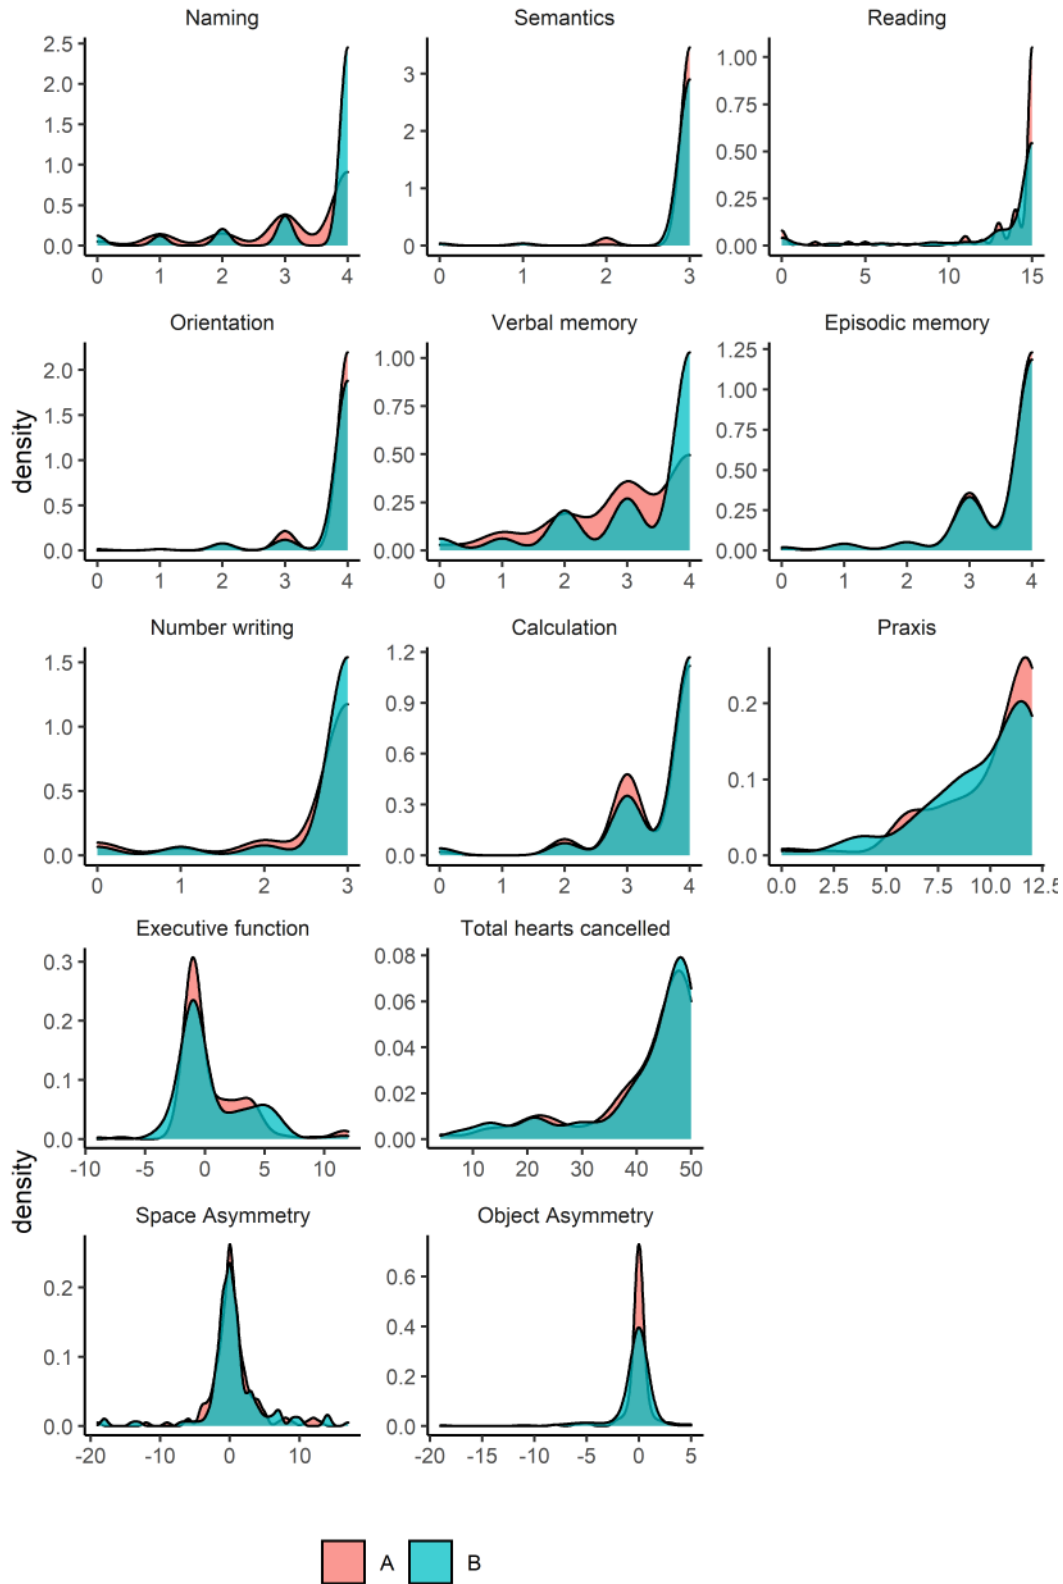 Naming Semantics Reading
2.5 2.0 1.5 1.0 0.5 0.0
0 1 2 3 4
3 2 1 0
0 1 2 3
1.00 0.75 0.50 0.25 0.00
0 5 10 15
Orientation Verbal memory Episodic memory
density
2.0 1.5 1.0 0.5 0.0
0 1 2 3 4
1.00 0.75 0.50 0.25 0.00
0 1 2 3 4
1.25 1.00 0.75 0.50 0.25 0.00
0 1 2 3 4
Number writing Calculation Praxis
1.5 1.0 0.5 0.0
0 1 2 3
1.2 0.9 0.6 0.3 0.0
0 1 2 3 4
0.2 0.1 0.0
0.0 2.5 5.0 7.5 10.0 12.5
Executive function Total hearts cancelled
0.3 0.2 0.1 0.0
-10 -5 0 5 10
0.08 0.06 0.04 0.02 0.00
10 20 30 40 50
density
Space Asymmetry Object Asymmetry
0.2 0.1 0.0
-20 -10 0 10
0.6 0.4 0.2 0.0
-20 -15 -10 -5 0 5
A B